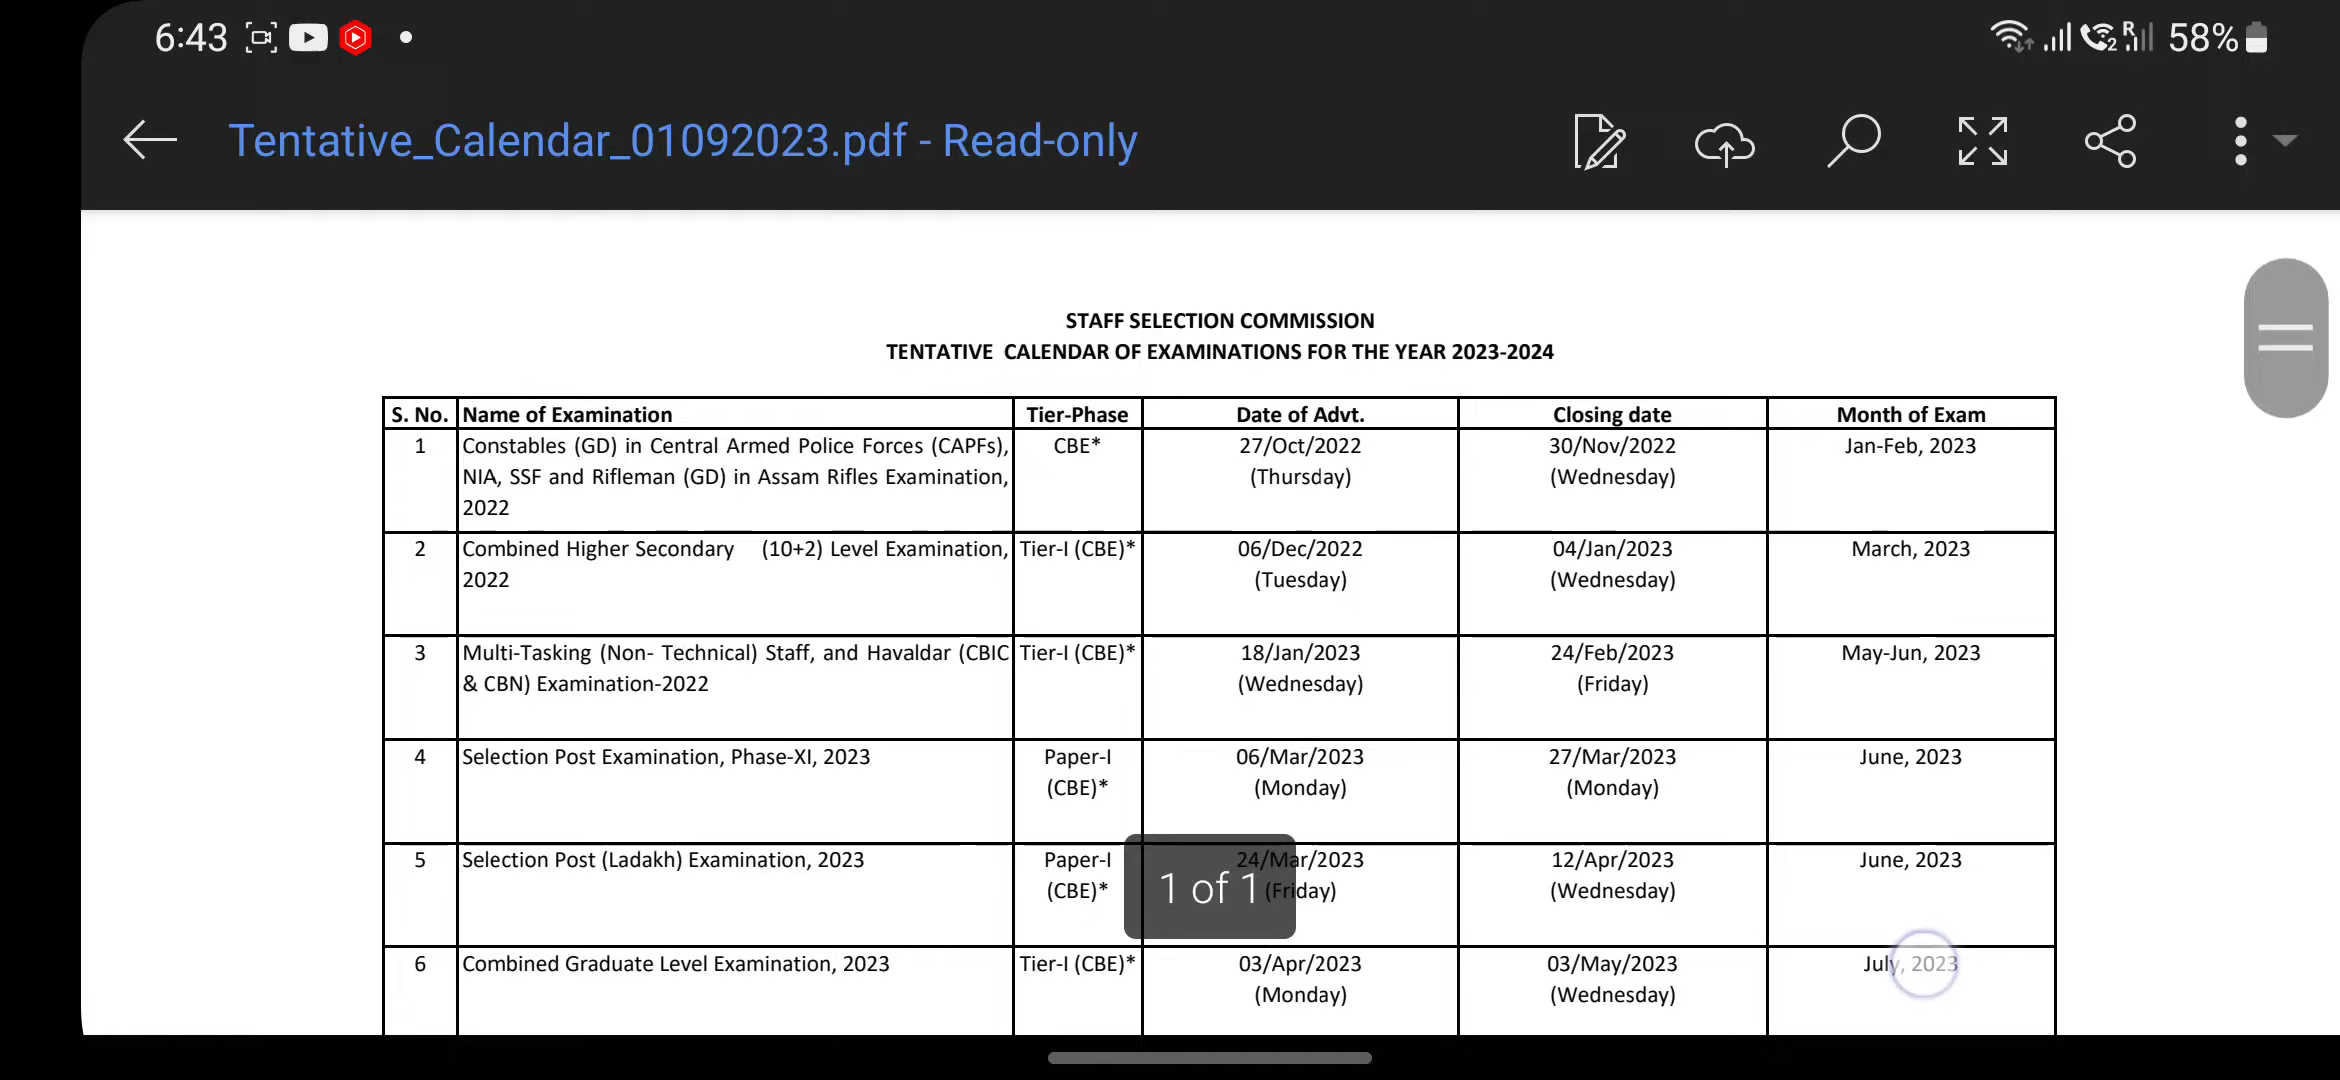 6:43
58%
Tentative_Calendar_01092023.pdf - Read-only
STAFF SELECTION COMMISSION
TENTATIVE CALENDAR OF EXAMINATIONS FOR THE YEAR 2023-2024
S. No. Name of Examination Tier-Phase Date of Advt. Closing date Month of Exam
1 Constables (GD) in Central Armed Police Forces (CAPFs), CBE* 27/Oct/2022 30/Nov/2022 Jan-Feb, 2023
NIA, SSF and Rifleman (GD) in Assam Rifles Examination, (Thursday) (Wednesday)
2022
2 Combined Higher Secondary (10+2) Level Examination, Tier-I (CBE)* 06/Dec/2022 04/Jan/2023 March, 2023
2022 (Tuesday) (Wednesday)
3 Multi-Tasking (Non- Technical) Staff, and Havaldar (CBIC Tier-I (CBE)* 18/Jan/2023 24/Feb/2023 May-Jun, 2023
& CBN) Examination-2022 (Wednesday) (Friday)
4 Selection Post Examination, Phase-XI, 2023 Paper-I 06/Mar/2023 27/Mar/2023 June, 2023
(CBE)* (Monday) (Monday)
5 Selection Post (Ladakh) Examination, 2023 Paper-I 24/Mar/2023 12/Apr/2023 June, 2023
(CBE)* (Friday) (Wednesday)
1 of 1
6 Combined Graduate Level Examination, 2023 Tier-I (CBE)* 03/Apr/2023 03/May/2023 July, 2023
(Monday) (Wednesday)